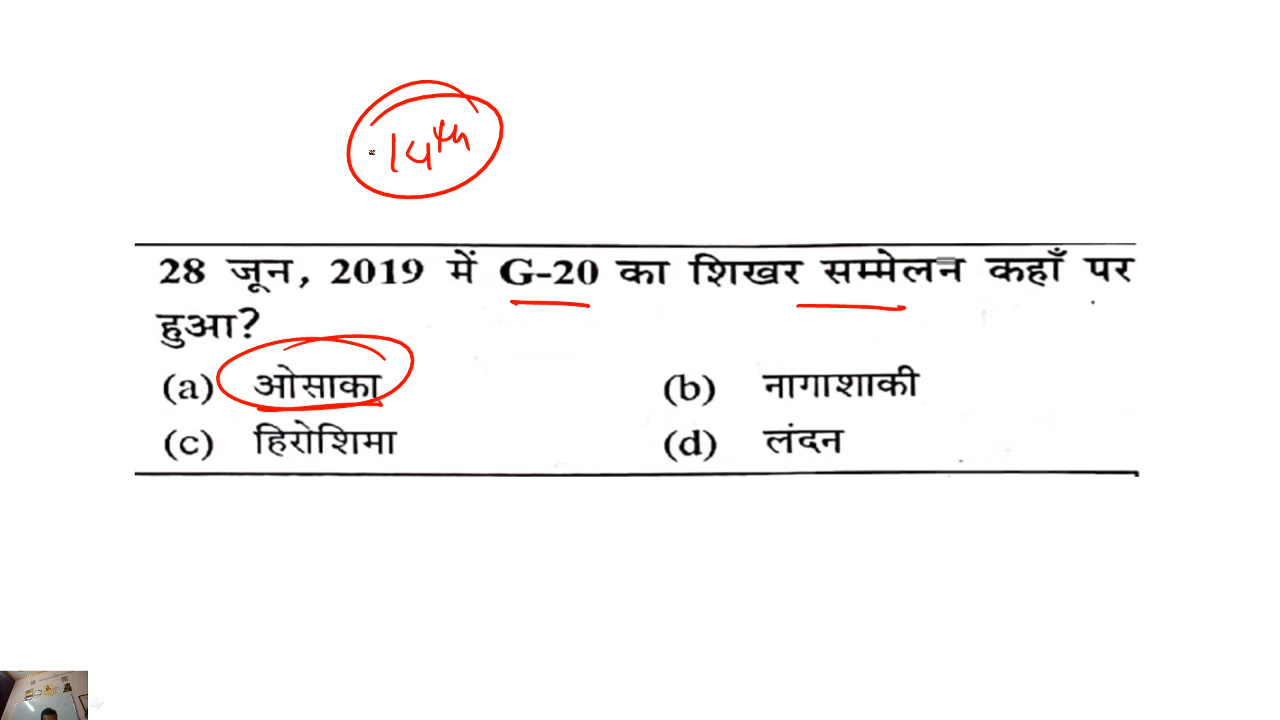 14th
28 जून, 2019 में G-20 का शिखर सम्मेलन कहाँ पर
हुआ?
(a) ओसाका (b) नागाशाकी
(c) हिरोशिमा (d) लंदन